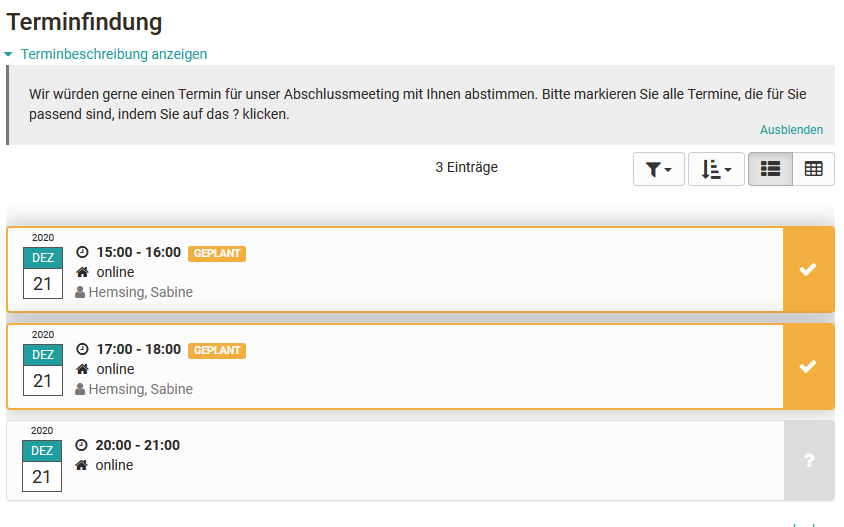 Terminfindung
Terminbeschreibung anzeigen
Wir würden gerne einen Termin für unser Abschlussmeeting mit Ihnen abstimmen. Bitte markieren Sie alle Termine, die für Sie
passend sind, indem Sie auf das ? klicken.
Ausblenden
3 Einträge
2020
DEZ
21
15:00 - 16:00 GEPLANT
online
Hemsing, Sabine
2020
DEZ
21
17:00 - 18:00 GEPLANT
online
Hemsing, Sabine
2020
DEZ
21
20:00 - 21:00
online
?